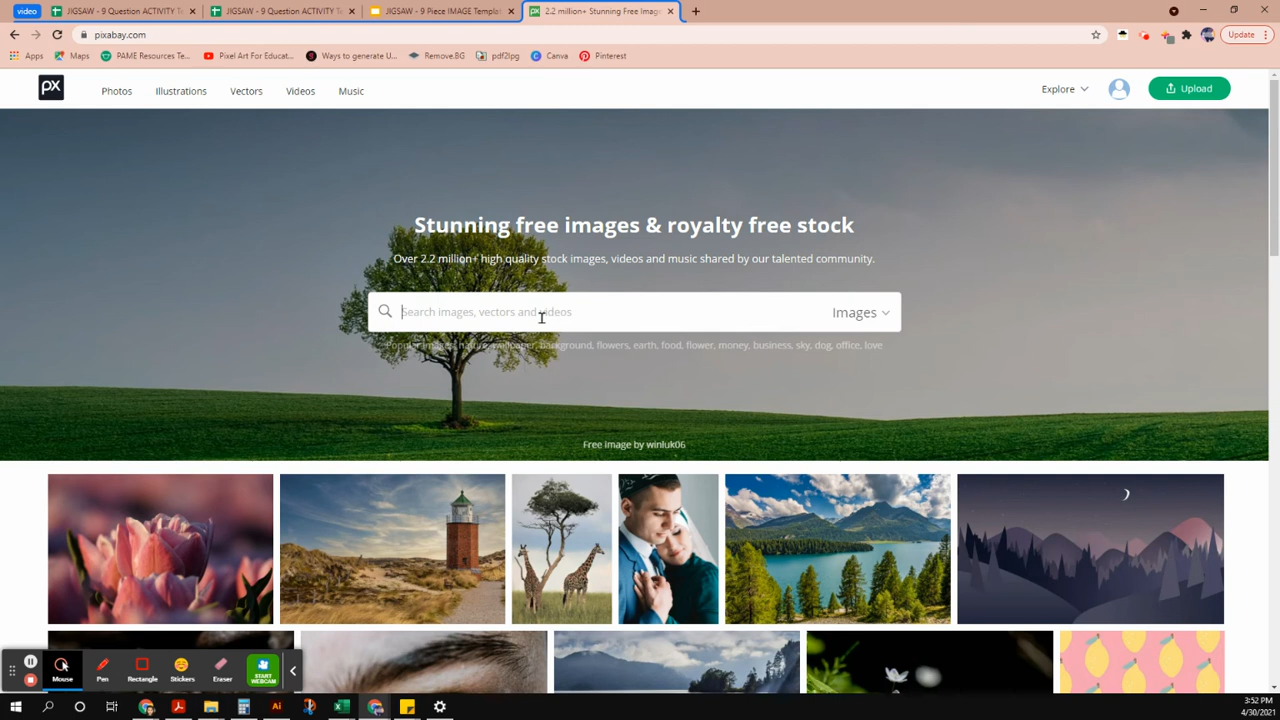 video
JIGSAW - 9 Question ACTIVITY Te
JIGSAW - 9 Question ACTIVITY Te
JIGSAW - 9 Piece IMAGE Templat
2.2 million+ Stunning Free Imag
pixabay.com
Update
Apps
Maps
PAME Resources Te...
Pixel Art For Educat...
Ways to generate U...
Remove.BG
pdf2jpg
Canva
Pinterest
px
Photos
Illustrations
Vectors
Videos
Music
Explore
Upload
Stunning free images & royalty free stock
Over 2.2 million+ high quality stock images, videos and music shared by our talented community.
Search images, vectors and videos
Images
Popular images: nature, wallpaper, background, flowers, earth, food, flower, money, business, sky, dog, office, love
Free image by winluk06
Mouse
Pen
Rectangle
Stickers
Eraser
START
WEBCAM
Ai
3:52 PM
4/30/2021